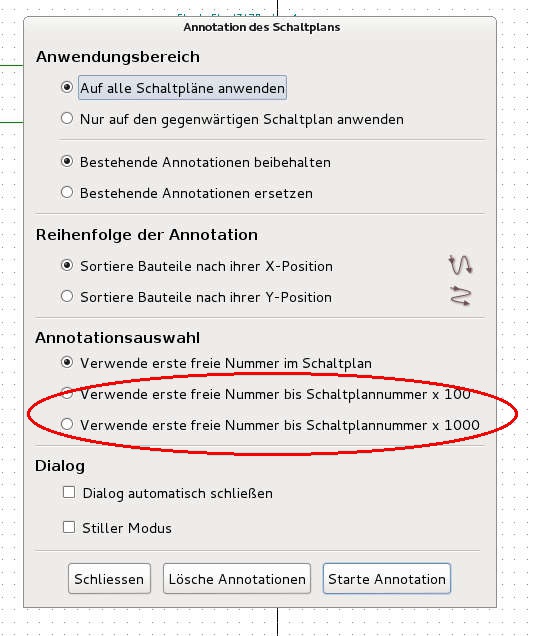 Annotation des Schaltplans
Anwendungsbereich
Auf alle Schaltpläne anwenden
Nur auf den gegenwärtigen Schaltplan anwenden
Bestehende Annotationen beibehalten
Bestehende Annotationen ersetzen
Reihenfolge der Annotation
Sortiere Bauteile nach ihrer X-Position
Sortiere Bauteile nach ihrer Y-Position
Annotationsauswahl
Verwende erste freie Nummer im Schaltplan
Verwende erste freie Nummer bis Schaltplannummer x 100
Verwende erste freie Nummer bis Schaltplannummer x 1000
Dialog
Dialog automatisch schließen
Stiller Modus
Schliessen
Lösche Annotationen
Starte Annotation